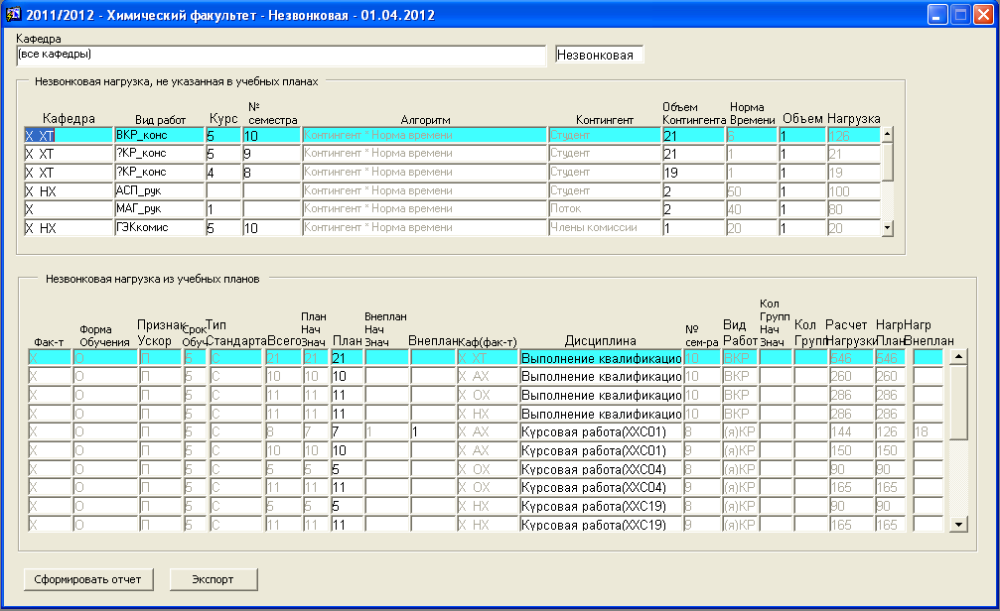 2011/2012 - Химический факультет - Незвонковая - 01.04.2012
Кафедра
(все кафедры) Незвонковая
Незвонковая нагрузка, не указанная в учебных планах
Кафедра Вид работ Курс № семестра Алгоритм Контингент Объем Контингента Норма Времени Объем Нагрузка
Х ХТ ВКР_конс 5 10 Контингент * Норма времени Студент 21 6 1 126
Х ХТ ?КР_конс 5 9 Контингент * Норма времени Студент 21 1 1 21
Х ХТ ?КР_конс 4 8 Контингент * Норма времени Студент 19 1 1 19
Х НХ АСП_рук Контингент * Норма времени Студент 2 50 1 100
Х МАГ_рук 1 Контингент * Норма времени Поток 2 40 1 80
Х НХ ГЭКкомис 5 10 Контингент * Норма времени Члены комиссии 1 20 1 20
Незвонковая нагрузка из учебных планов
Фак-т Форма Обучения Признак Ускор Срок Обуч Тип Стандарта Всего План Нач Знач План Внеплан Нач Знач Внеплан Каф(фак-т) Дисциплина № сем-ра Вид Работ Кол Групп Нач Знач Кол Групп Расчет Нагрузки Нагр План Нагр Внеплан
Х О П 5 С 21 21 21 Х ХТ Выполнение квалификацио 10 ВКР 546 546
Х О П 5 С 10 10 10 Х АХ Выполнение квалификацио 10 ВКР 260 260
Х О П 5 С 11 11 11 Х ОХ Выполнение квалификацио 10 ВКР 286 286
Х О П 5 С 11 11 11 Х НХ Выполнение квалификацио 10 ВКР 286 286
Х О П 5 С 8 7 7 1 1 Х АХ Курсовая работа(ХХС01) 8 (я)КР 144 126 18
Х О П 5 С 10 10 10 Х АХ Курсовая работа(ХХС01) 9 (я)КР 150 150
Х О П 5 С 5 5 5 Х ОХ Курсовая работа(ХХС04) 8 (я)КР 90 90
Х О П 5 С 11 11 11 Х ОХ Курсовая работа(ХХС04) 9 (я)КР 165 165
Х О П 5 С 5 5 5 Х НХ Курсовая работа(ХХС19) 8 (я)КР 90 90
Х О П 5 С 11 11 11 Х НХ Курсовая работа(ХХС19) 9 (я)КР 165 165
Сформировать отчет Экспорт